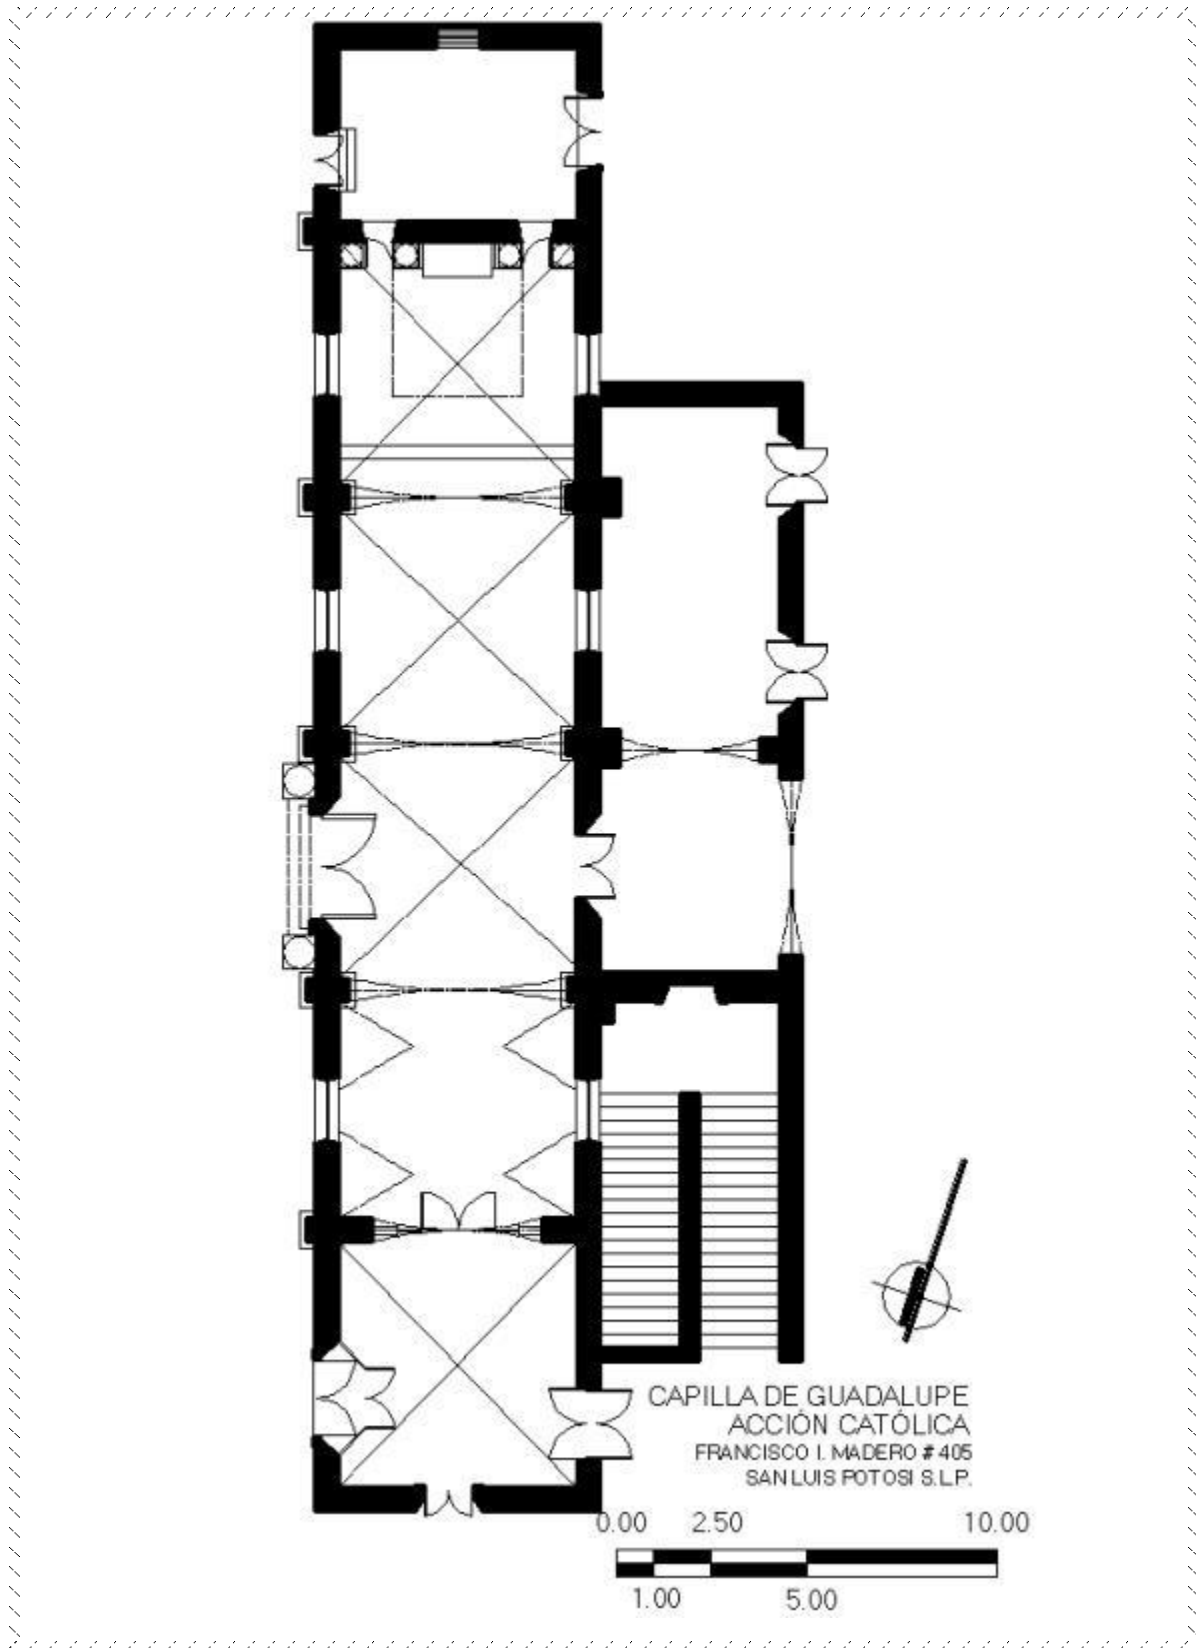 CAPILLA DE GUADALUPE
ACCIÓN CATÓLICA
FRANCISCO I. MADERO # 405
SAN LUIS POTOSI S.L.P.
0.00 2.50 10.00
1.00 5.00